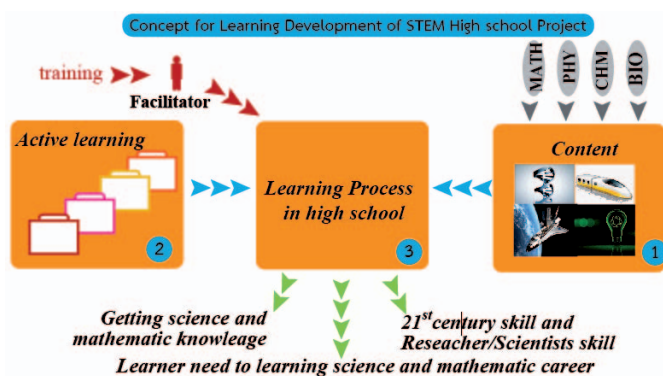 Concept for Learning Development of STEM High school Project
training
Facilitator
MATH
PHY
CHM
BIO
Active learning
2
Learning Process
in high school
3
Content
1
Getting science and
mathematic knowleage
21st century skill and
Reseacher/Scientists skill
Learner need to learning science and mathematic career